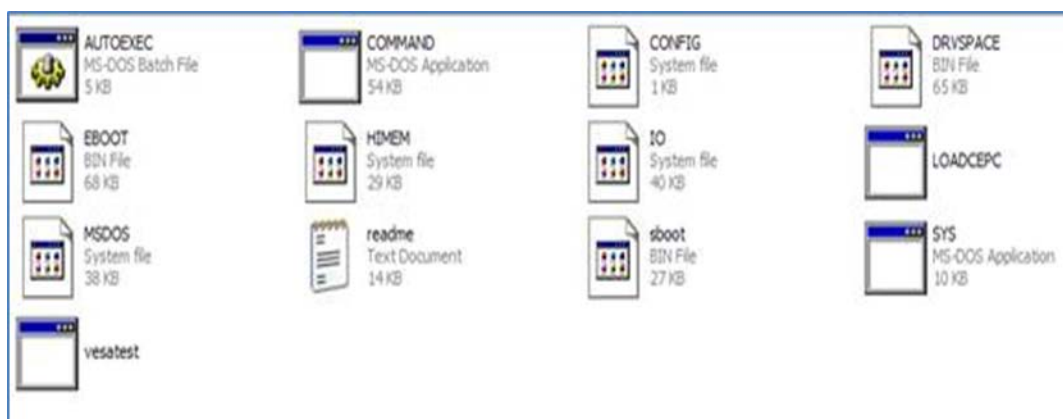 AUTOEXEC
MS-DOS Batch File
5 KB
COMMAND
MS-DOS Application
54 KB
CONFIG
System file
1 KB
DRVSPACE
BIN File
65 KB
EBOOT
BIN File
68 KB
HIMEM
System file
29 KB
IO
System file
40 KB
LOADCEPC
MSDOS
System file
38 KB
readme
Text Document
14 KB
sboot
BIN File
27 KB
SYS
MS-DOS Application
10 KB
vesatest